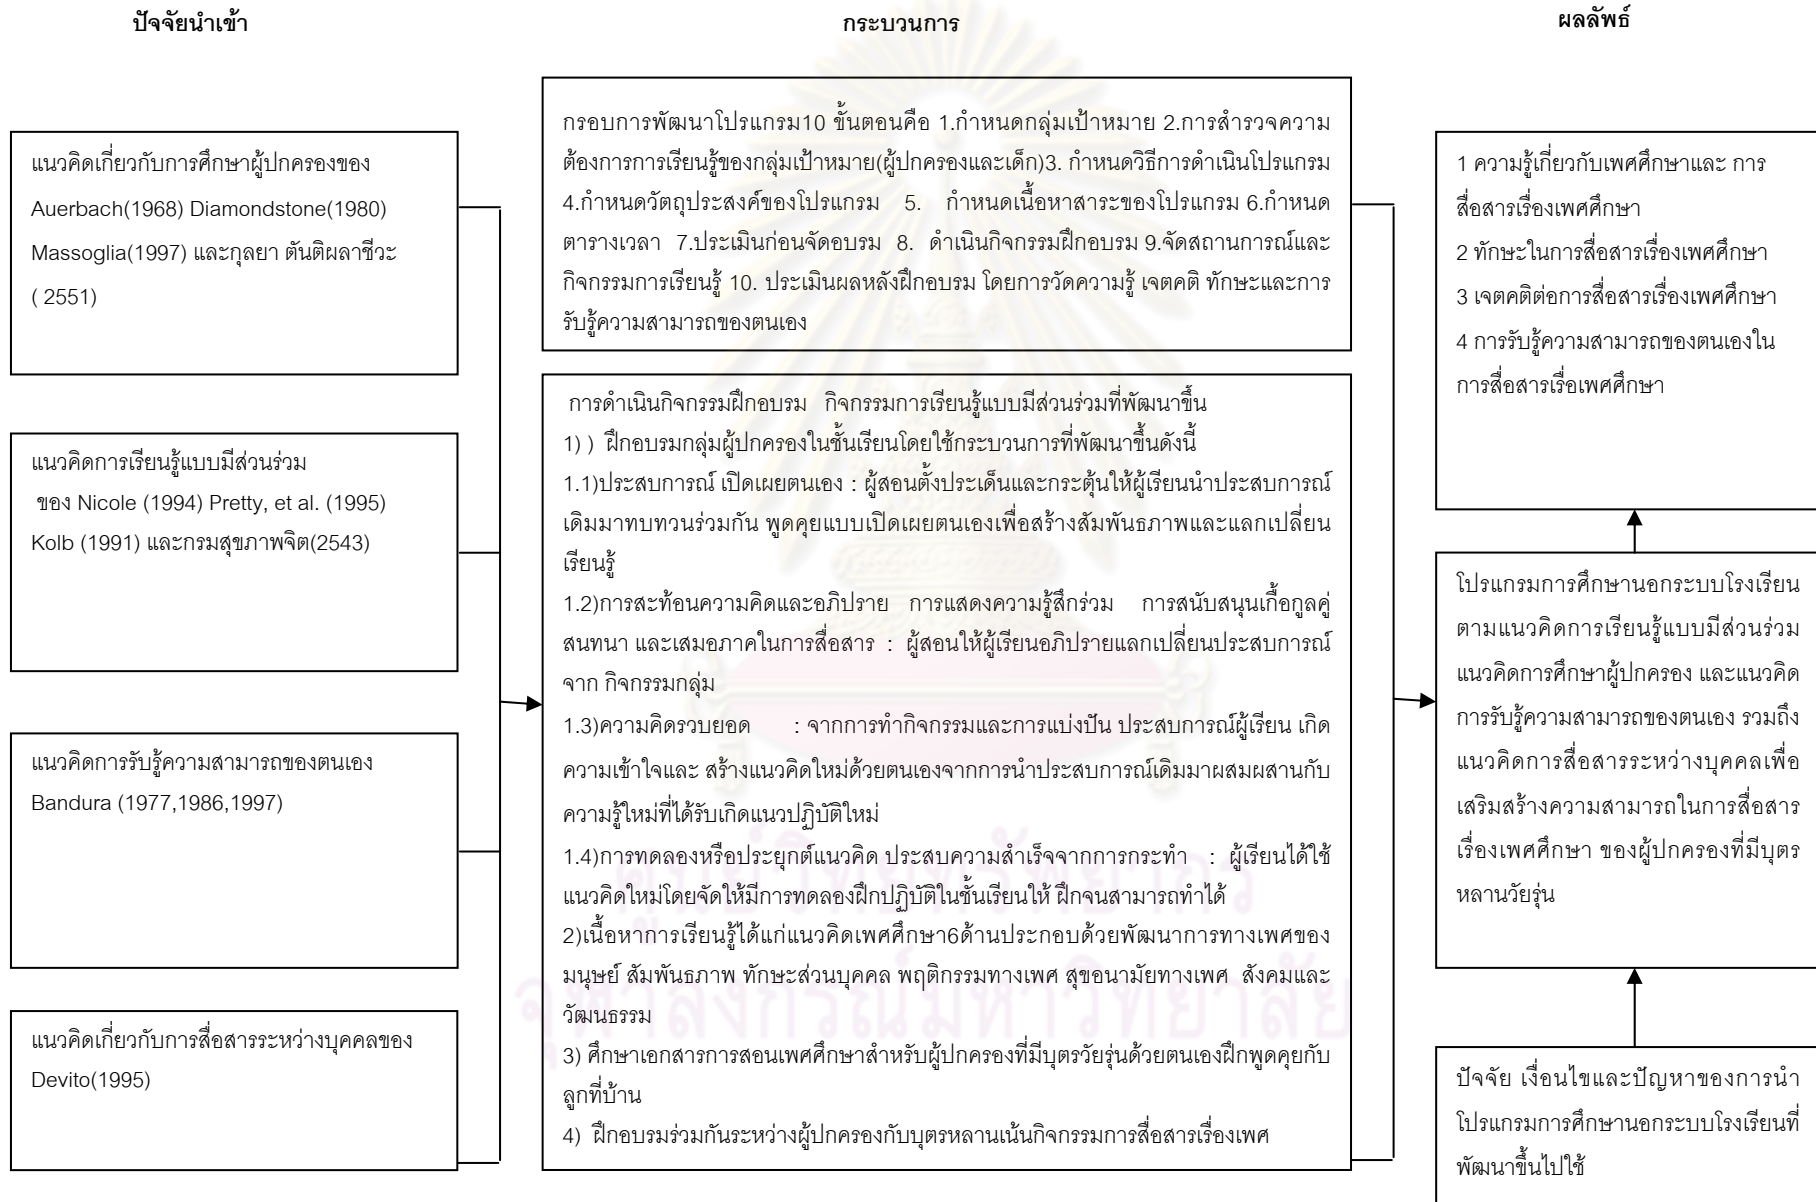 ปัจจัยนำเข้า
กระบวนการ
ผลลัพธ์
แนวคิดเกี่ยวกับการศึกษาผู้ปกครองของ
Auerbach(1968) Diamondstone(1980)
Massoglia(1997) และกุลยา ตันติผลาชีวะ
( 2551)
แนวคิดการเรียนรู้แบบมีส่วนร่วม
ของ Nicole (1994) Pretty, et al. (1995)
Kolb (1991) และกรมสุขภาพจิต(2543)
แนวคิดการรับรู้ความสามารถของตนเอง
Bandura (1977,1986,1997)
แนวคิดเกี่ยวกับการสื่อสารระหว่างบุคคลของ
Devito(1995)
กรอบการพัฒนาโปรแกรม10 ขั้นตอนคือ 1.กำหนดกลุ่มเป้าหมาย 2.การสำรวจความ
ต้องการการเรียนรู้ของกลุ่มเป้าหมาย(ผู้ปกครองและเด็ก)3. กำหนดวิธีการดำเนินโปรแกรม
4.กำหนดวัตถุประสงค์ของโปรแกรม 5. กำหนดเนื้อหาสาระของโปรแกรม 6.กำหนด
ตารางเวลา 7.ประเมินก่อนจัดอบรม 8. ดำเนินกิจกรรมฝึกอบรม 9.จัดสถานการณ์และ
กิจกรรมการเรียนรู้ 10. ประเมินผลหลังฝึกอบรม โดยการวัดความรู้ เจตคติ ทักษะและการ
รับรู้ความสามารถของตนเอง
การดำเนินกิจกรรมฝึกอบรม กิจกรรมการเรียนรู้แบบมีส่วนร่วมที่พัฒนาขึ้น
1) ) ฝึกอบรมกลุ่มผู้ปกครองในชั้นเรียนโดยใช้กระบวนการที่พัฒนาขึ้นดังนี้
1.1)ประสบการณ์ เปิดเผยตนเอง : ผู้สอนตั้งประเด็นและกระตุ้นให้ผู้เรียนนำประสบการณ์
เดิมมาทบทวนร่วมกัน พูดคุยแบบเปิดเผยตนเองเพื่อสร้างสัมพันธภาพและแลกเปลี่ยน
เรียนรู้
1.2)การสะท้อนความคิดและอภิปราย การแสดงความรู้สึกร่วม การสนับสนุนเกื้อกูลคู่
สนทนา และเสมอภาคในการสื่อสาร : ผู้สอนให้ผู้เรียนอภิปรายแลกเปลี่ยนประสบการณ์
จาก กิจกรรมกลุ่ม
1.3)ความคิดรวบยอด : จากการทำกิจกรรมและการแบ่งปัน ประสบการณ์ผู้เรียน เกิด
ความเข้าใจและ สร้างแนวคิดใหม่ด้วยตนเองจากการนำประสบการณ์เดิมมาผสมผสานกับ
ความรู้ใหม่ที่ได้รับเกิดแนวปฏิบัติใหม่
1.4)การทดลองหรือประยุกต์แนวคิด ประสบความสำเร็จจากการกระทำ : ผู้เรียนได้ใช้
แนวคิดใหม่โดยจัดให้มีการทดลองฝึกปฏิบัติในชั้นเรียนให้ ฝึกจนสามารถทำได้
2)เนื้อหาการเรียนรู้ได้แก่แนวคิดเพศศึกษา6ด้านประกอบด้วยพัฒนาการทางเพศของ
มนุษย์ สัมพันธภาพ ทักษะส่วนบุคคล พฤติกรรมทางเพศ สุขอนามัยทางเพศ สังคมและ
วัฒนธรรม
3) ศึกษาเอกสารการสอนเพศศึกษาสำหรับผู้ปกครองที่มีบุตรวัยรุ่นด้วยตนเองฝึกพูดคุยกับ
ลูกที่บ้าน
4) ฝึกอบรมร่วมกันระหว่างผู้ปกครองกับบุตรหลานเน้นกิจกรรมการสื่อสารเรื่องเพศ
ศูนย์วิทยทรัพยากร
จุฬาลงกรณ์มหาวิทยาลัย
1 ความรู้เกี่ยวกับเพศศึกษาและ การ
สื่อสารเรื่องเพศศึกษา
2 ทักษะในการสื่อสารเรื่องเพศศึกษา
3 เจตคติต่อการสื่อสารเรื่องเพศศึกษา
4 การรับรู้ความสามารถของตนเองใน
การสื่อสารเรื่อเพศศึกษา
โปรแกรมการศึกษานอกระบบโรงเรียน
ตามแนวคิดการเรียนรู้แบบมีส่วนร่วม
แนวคิดการศึกษาผู้ปกครอง และแนวคิด
การรับรู้ความสามารถของตนเอง รวมถึง
แนวคิดการสื่อสารระหว่างบุคคลเพื่อ
เสริมสร้างความสามารถในการสื่อสาร
เรื่องเพศศึกษา ของผู้ปกครองที่มีบุตร
หลานวัยรุ่น
ปัจจัย เงื่อนไขและปัญหาของการนำ
โปรแกรมการศึกษานอกระบบโรงเรียนที่
พัฒนาขึ้นไปใช้